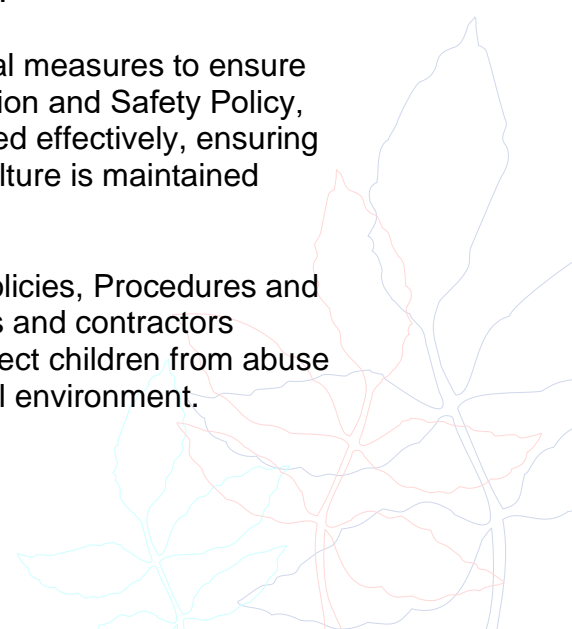 al measures to ensure
ion and Safety Policy,
ed effectively, ensuring
lture is maintained
olicies, Procedures and
s and contractors
ect children from abuse
l environment.